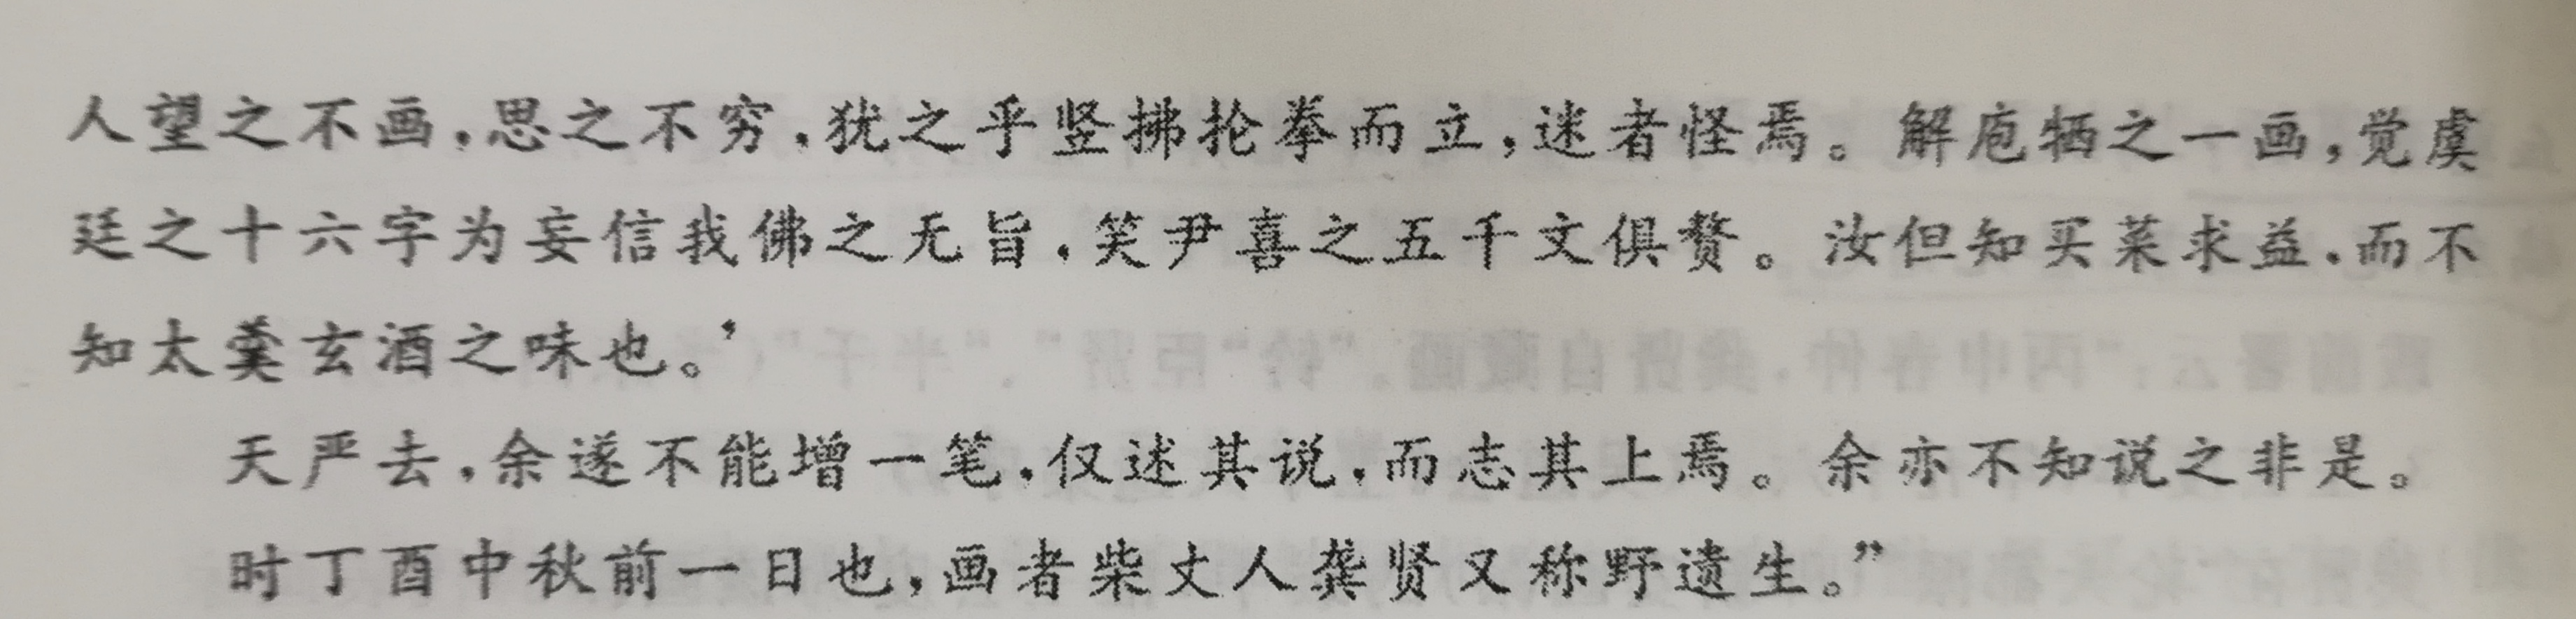 人望之不画，思之不穷，犹之乎竖拂抡拳而立，迷者怪焉。解庖牺之一画，觉虞
廷之十六字为妄信我佛之无旨，笑尹喜之五千文俱赘。汝但知买菜求益，而不
知太羹玄酒之味也。’
天严去，余遂不能增一笔，仅述其说，而志其上焉。余亦不知说之非是。
时丁酉中秋前一日也，画者柴丈人龚贤又称野遗生。”